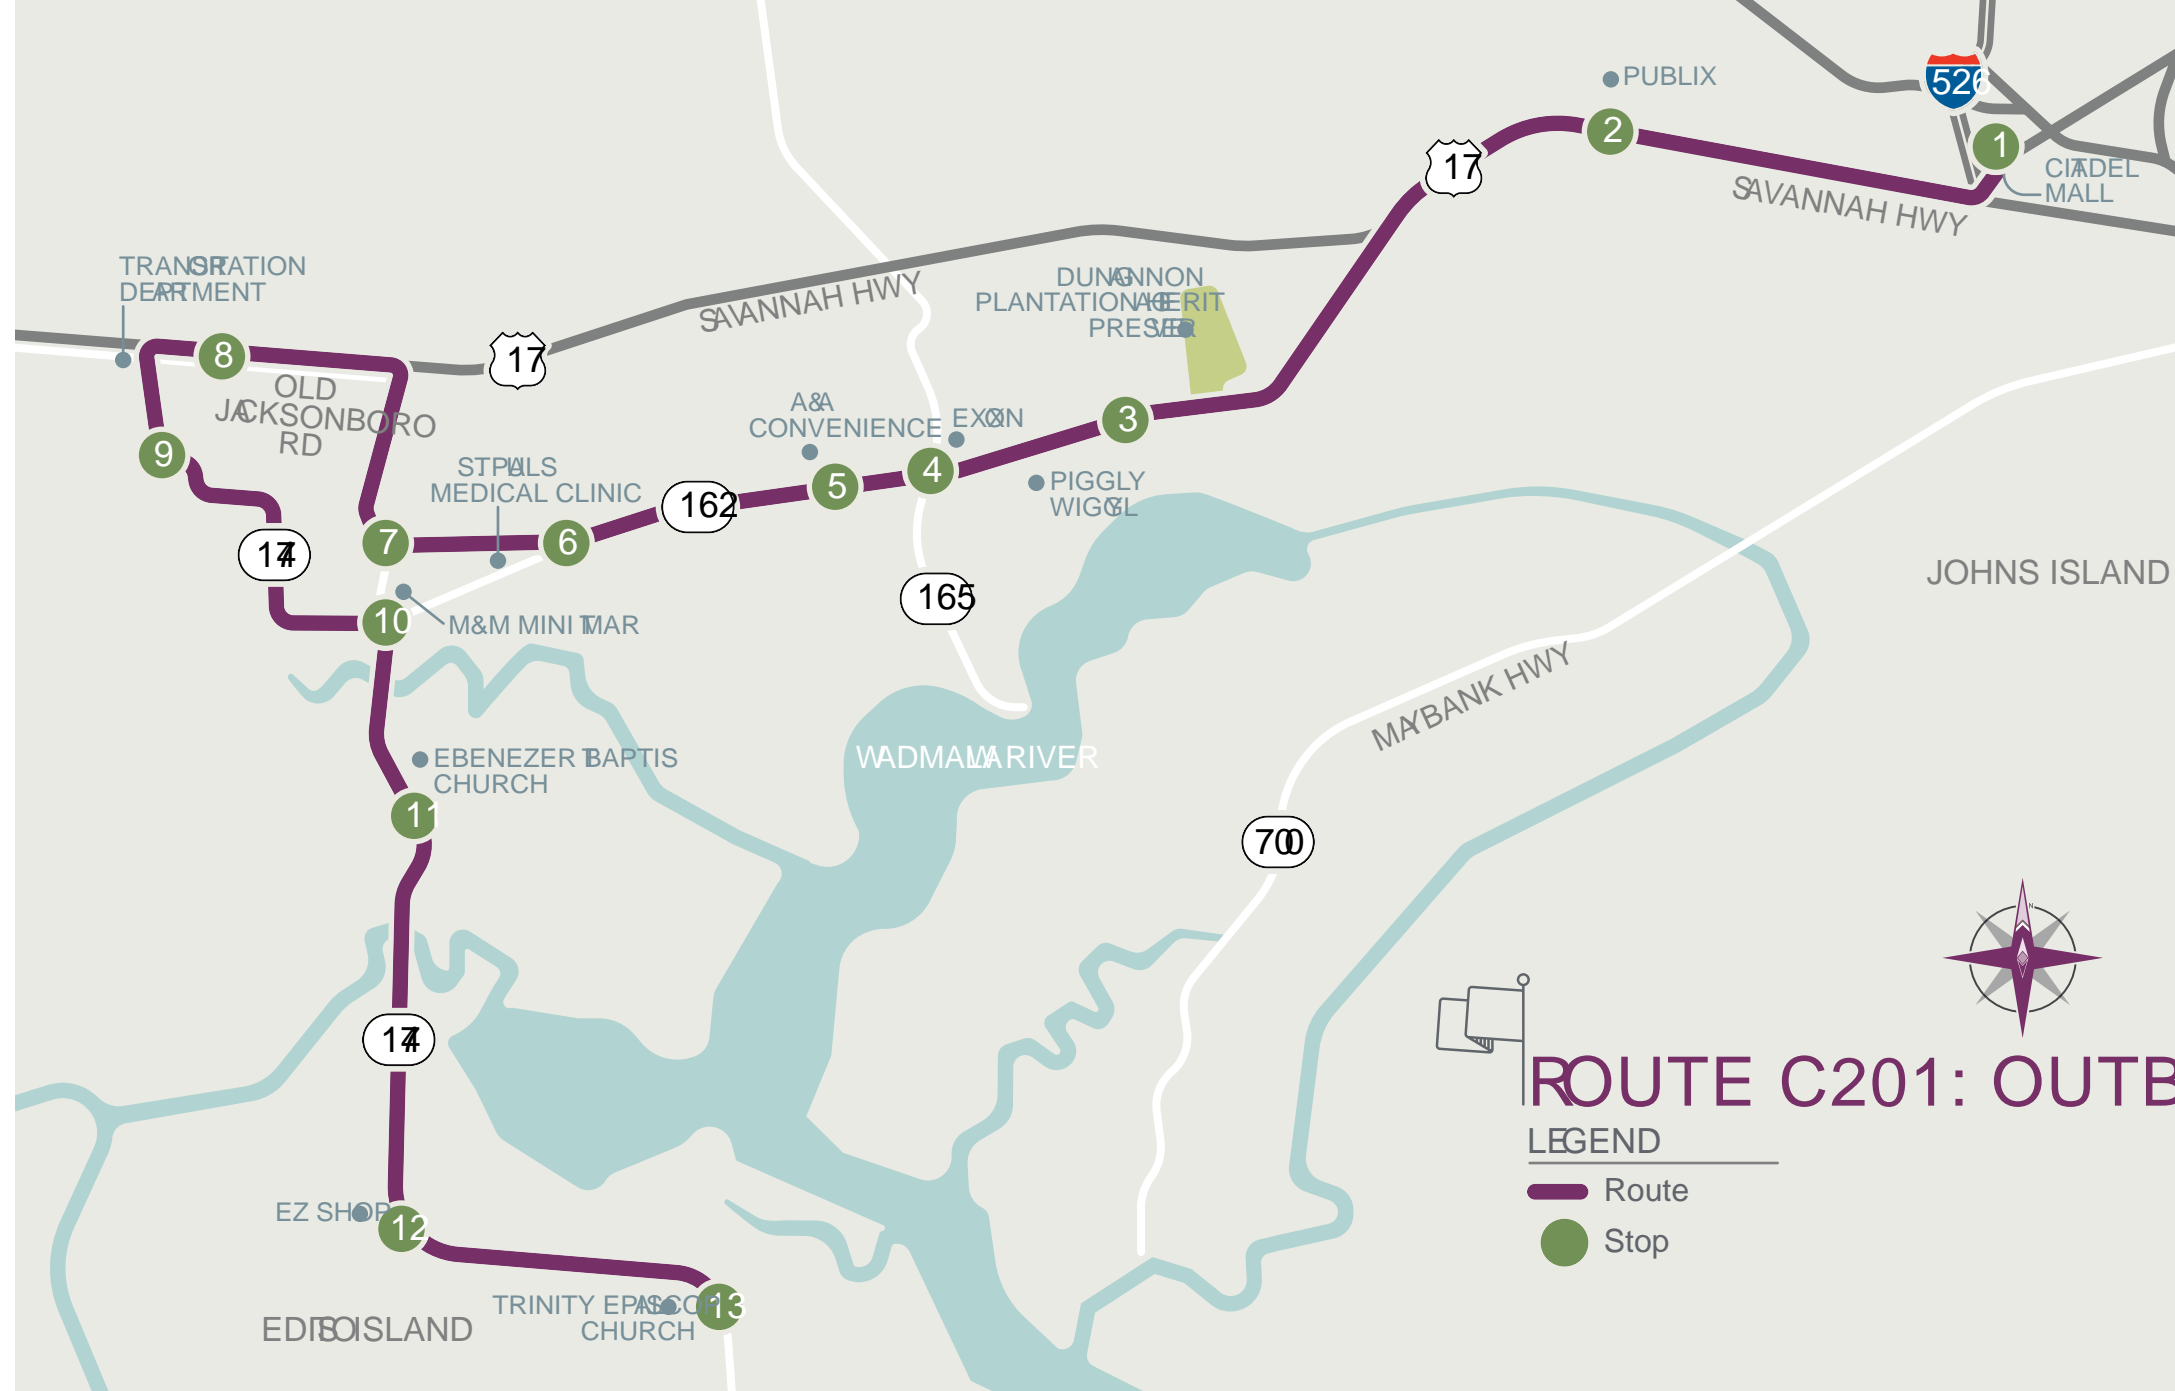 PUBLIX
526
2
1
17
CITADEL
MALL
SAVANNAH HWY
TRANSPORTATION
DEPARTMENT
DUNGANNON
PLANTATION HERITAGE
PRESERVE
SAVANNAH HWY
8
17
OLD
JACKSONBORO
RD
A&A
CONVENIENCE
EXXON
3
9
4
ST. PAULS
MEDICAL CLINIC
5
PIGGLY
WIGGLY
162
7
6
174
JOHNS ISLAND
165
10
M&M MINI MART
MAYBANK HWY
EBENEZER BAPTIST
CHURCH
WADMALAW RIVER
11
700
N
174
ROUTE C201: OUTB
LEGEND
Route
Stop
EZ SHOP
12
TRINITY EPISCOPAL
CHURCH
13
EDISTO ISLAND